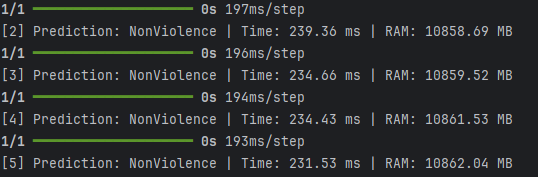 1/1 ━━━━━━━━━━━━━━━━━━━━ 0s 197ms/step
[2] Prediction: NonViolence | Time: 239.36 ms | RAM: 10858.69 MB
1/1 ━━━━━━━━━━━━━━━━━━━━ 0s 196ms/step
[3] Prediction: NonViolence | Time: 234.66 ms | RAM: 10859.52 MB
1/1 ━━━━━━━━━━━━━━━━━━━━ 0s 194ms/step
[4] Prediction: NonViolence | Time: 234.43 ms | RAM: 10861.53 MB
1/1 ━━━━━━━━━━━━━━━━━━━━ 0s 193ms/step
[5] Prediction: NonViolence | Time: 231.53 ms | RAM: 10862.04 MB